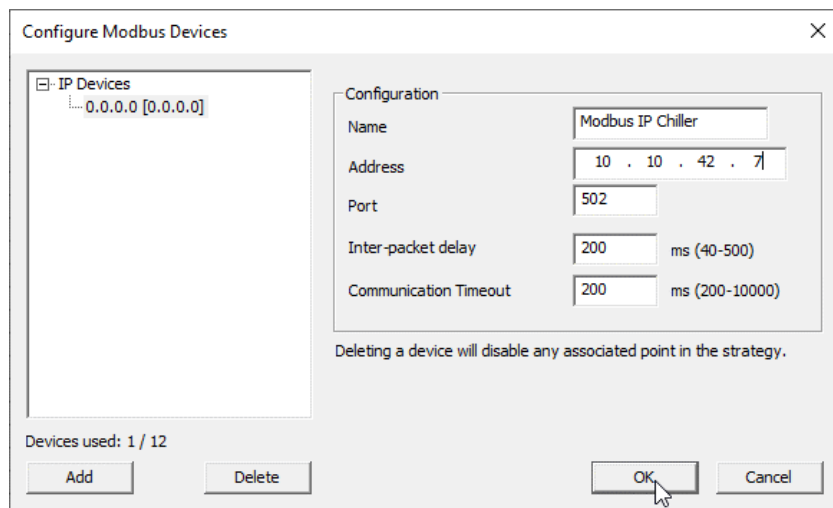 Configure Modbus Devices
IP Devices
0.0.0.0 [0.0.0.0]
Configuration
Name Modbus IP Chiller
Address 10 . 10 . 42 . 7
Port 502
Inter-packet delay 200 ms (40-500)
Communication Timeout 200 ms (200-10000)
Deleting a device will disable any associated point in the strategy.
Devices used: 1 / 12
Add Delete OK Cancel